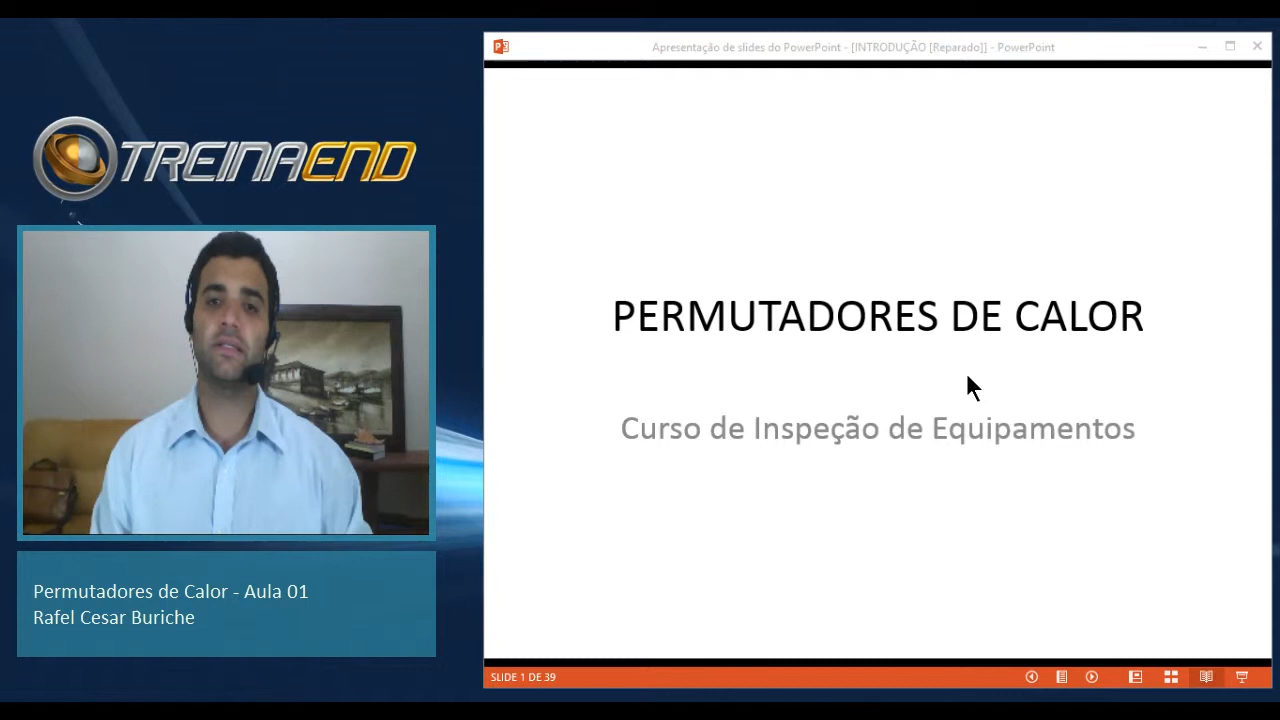 TREINAEND
Permutadores de Calor - Aula 01
Rafel Cesar Buriche
Apresentação de slides do PowerPoint - [INTRODUÇÃO [Reparado]] - PowerPoint
PERMUTADORES DE CALOR
Curso de Inspeção de Equipamentos
SLIDE 1 DE 39